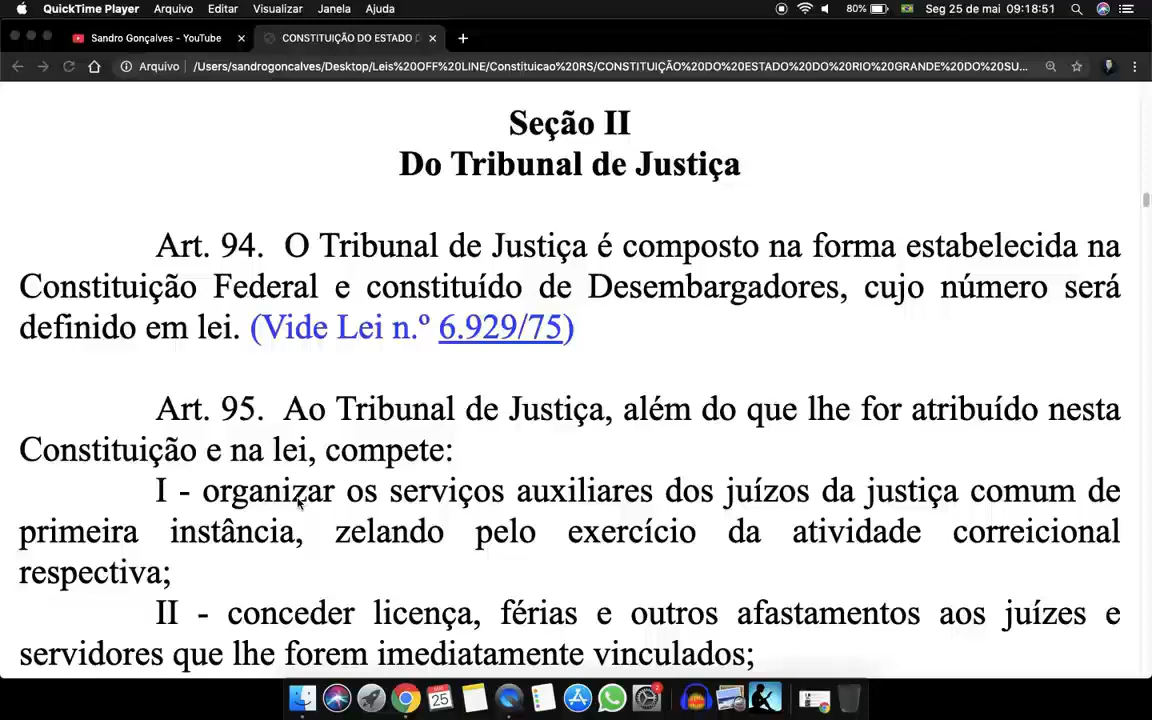 QuickTime Player Arquivo Editar Visualizar Janela Ajuda 80% Seg 25 de mai 09:18:51
Sandro Gonçalves - YouTube CONSTITUIÇÃO DO ESTADO
Arquivo /Users/sandrogoncalves/Desktop/Leis%20OFF%20LINE/Constituicao%20RS/CONSTITUIÇÃO%20DO%20ESTADO%20DO%20RIO%20GRANDE%20DO%20SU...
Seção II
Do Tribunal de Justiça
Art. 94. O Tribunal de Justiça é composto na forma estabelecida na
Constituição Federal e constituído de Desembargadores, cujo número será
definido em lei. (Vide Lei n.º 6.929/75)
Art. 95. Ao Tribunal de Justiça, além do que lhe for atribuído nesta
Constituição e na lei, compete:
I - organizar os serviços auxiliares dos juízos da justiça comum de
primeira instância, zelando pelo exercício da atividade correicional
respectiva;
II - conceder licença, férias e outros afastamentos aos juízes e
servidores que lhe forem imediatamente vinculados;
25